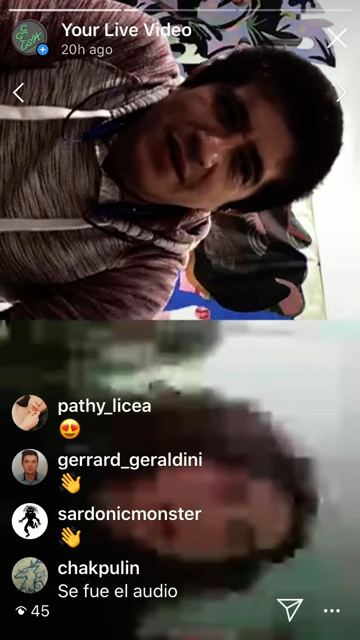 Your Live Video
20h ago
pathy_licea
😍
gerrard_geraldini
👋
sardonicmonster
👋
chakpulin
Se fue el audio
45